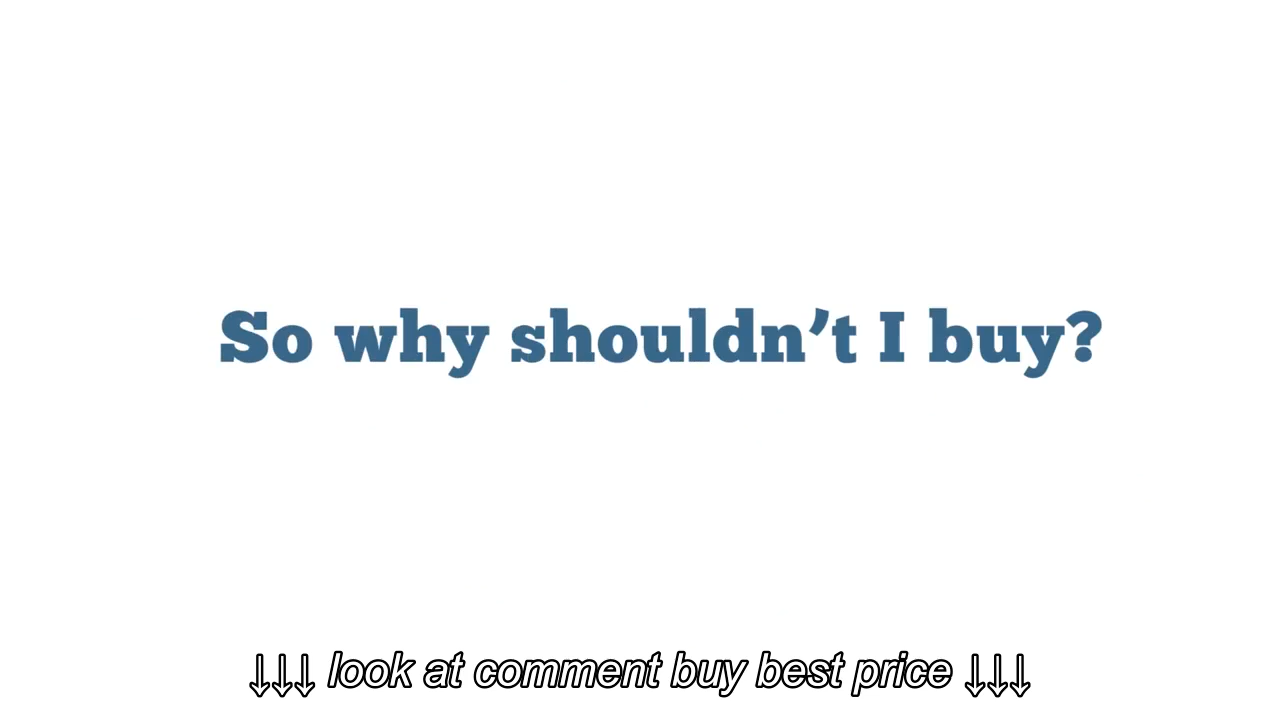 So why shouldn’t I buy?
↓↓↓ look at comment buy best price ↓↓↓